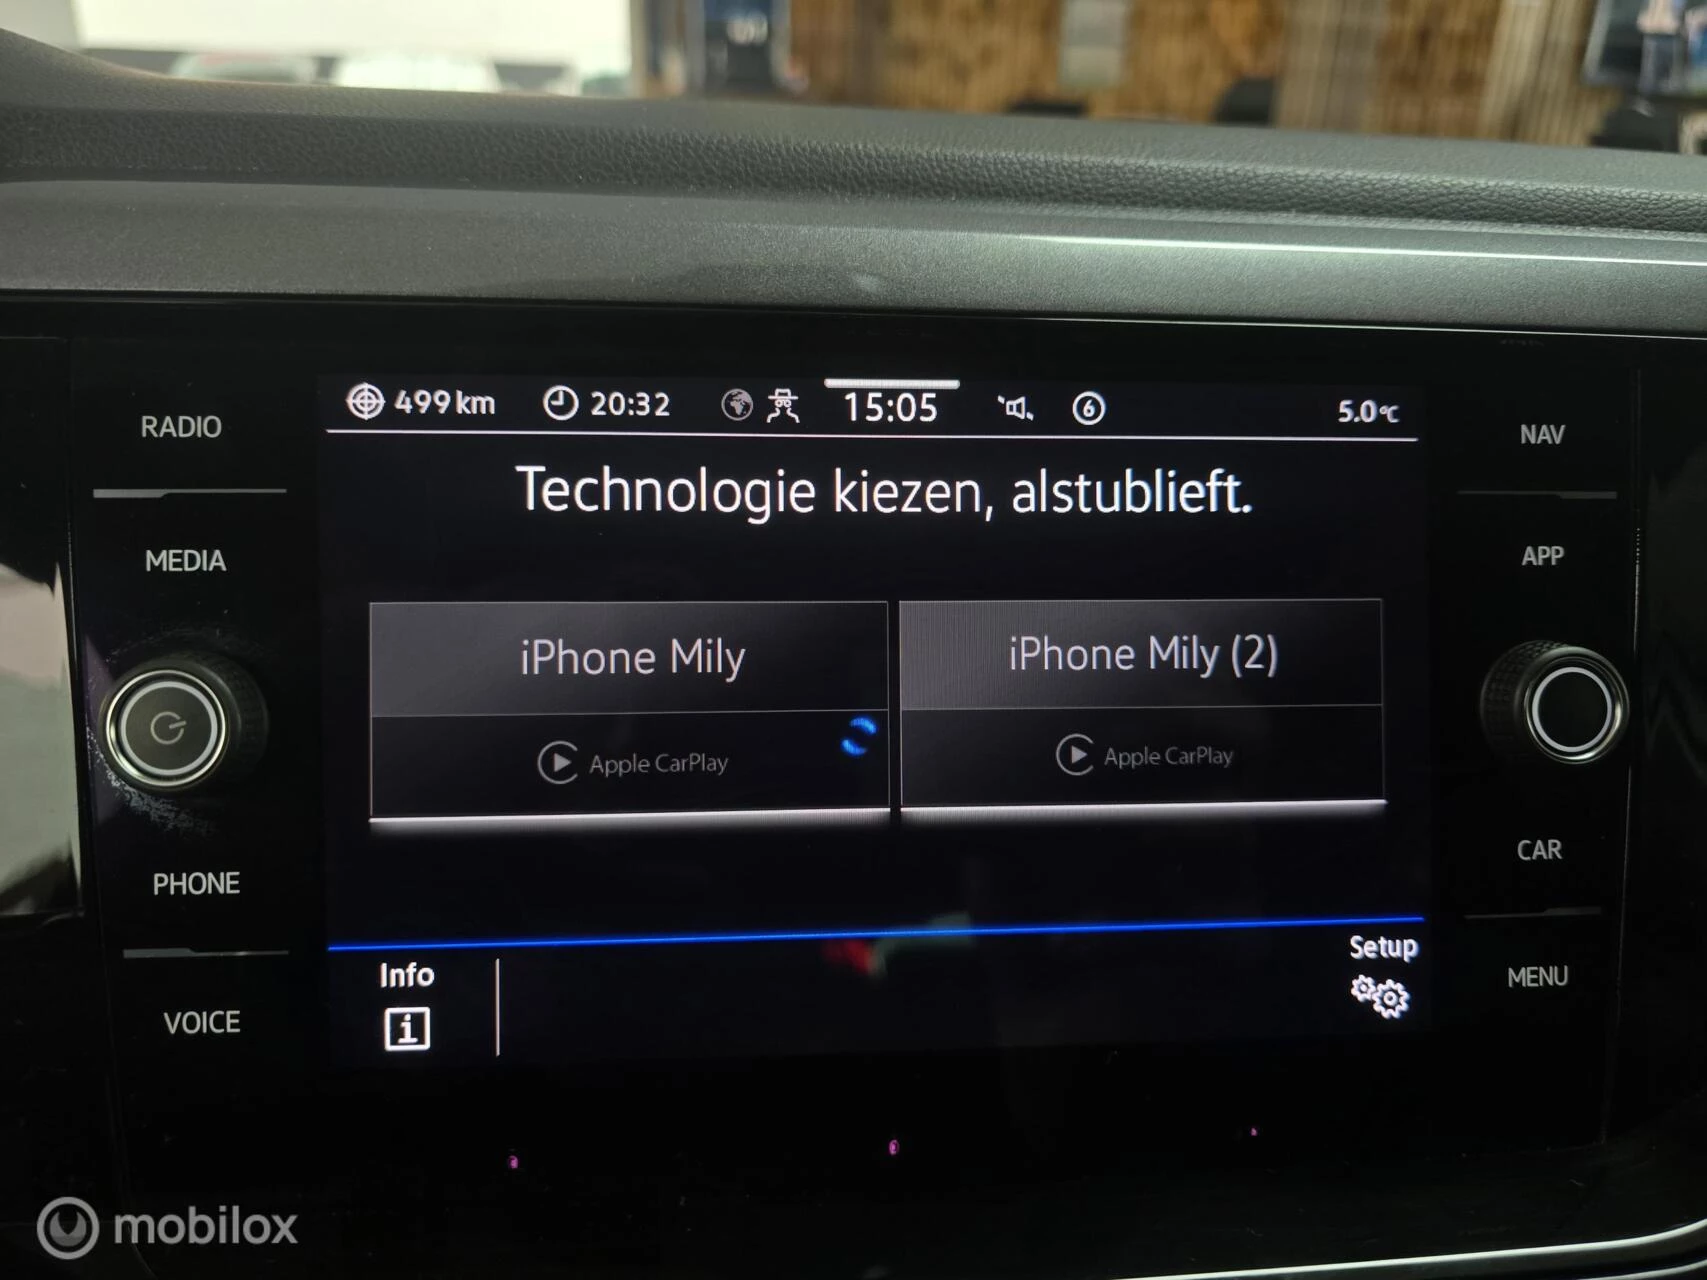 499 km 20:32 15:05 6 5.0°C
RADIO
NAV
Technologie kiezen, alstublieft.
MEDIA
APP
iPhone Mily
iPhone Mily (2)
Apple CarPlay
Apple CarPlay
PHONE
CAR
Info
Setup
MENU
VOICE
i
mobilox